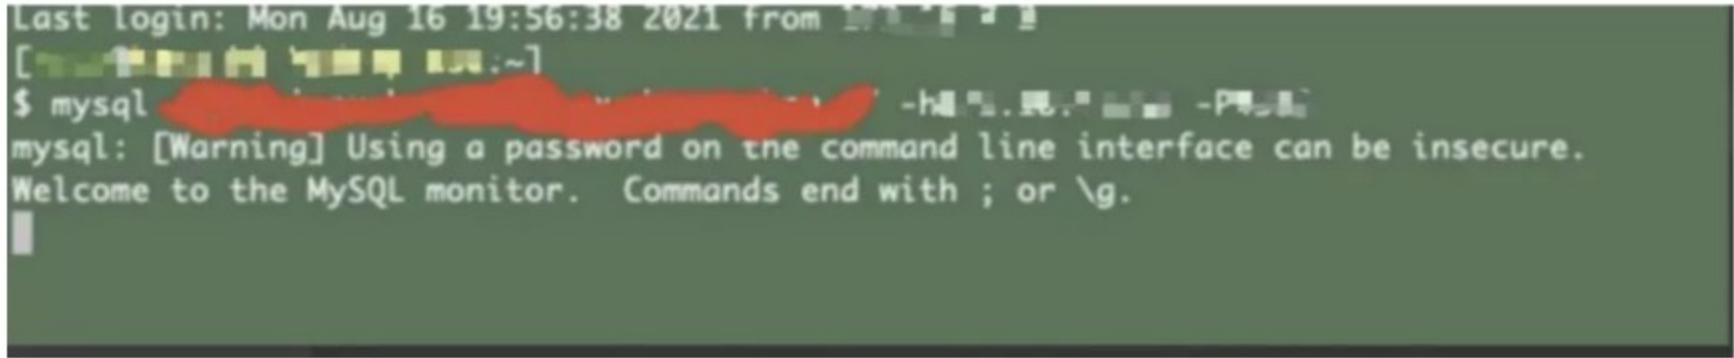 Last login: Mon Aug 16 19:56:38 2021 from
:~]
$ mysql -h -P
mysql: [Warning] Using a password on the command line interface can be insecure.
Welcome to the MySQL monitor.  Commands end with ; or \g.